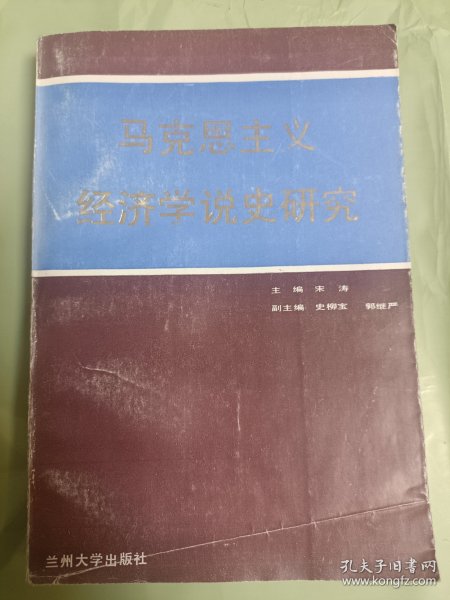 马克思主义
经济学说史研究
主编 宋涛
副主编 史柳宝 郭继严
兰州大学出版社
孔夫子旧书网
www.kongfz.com